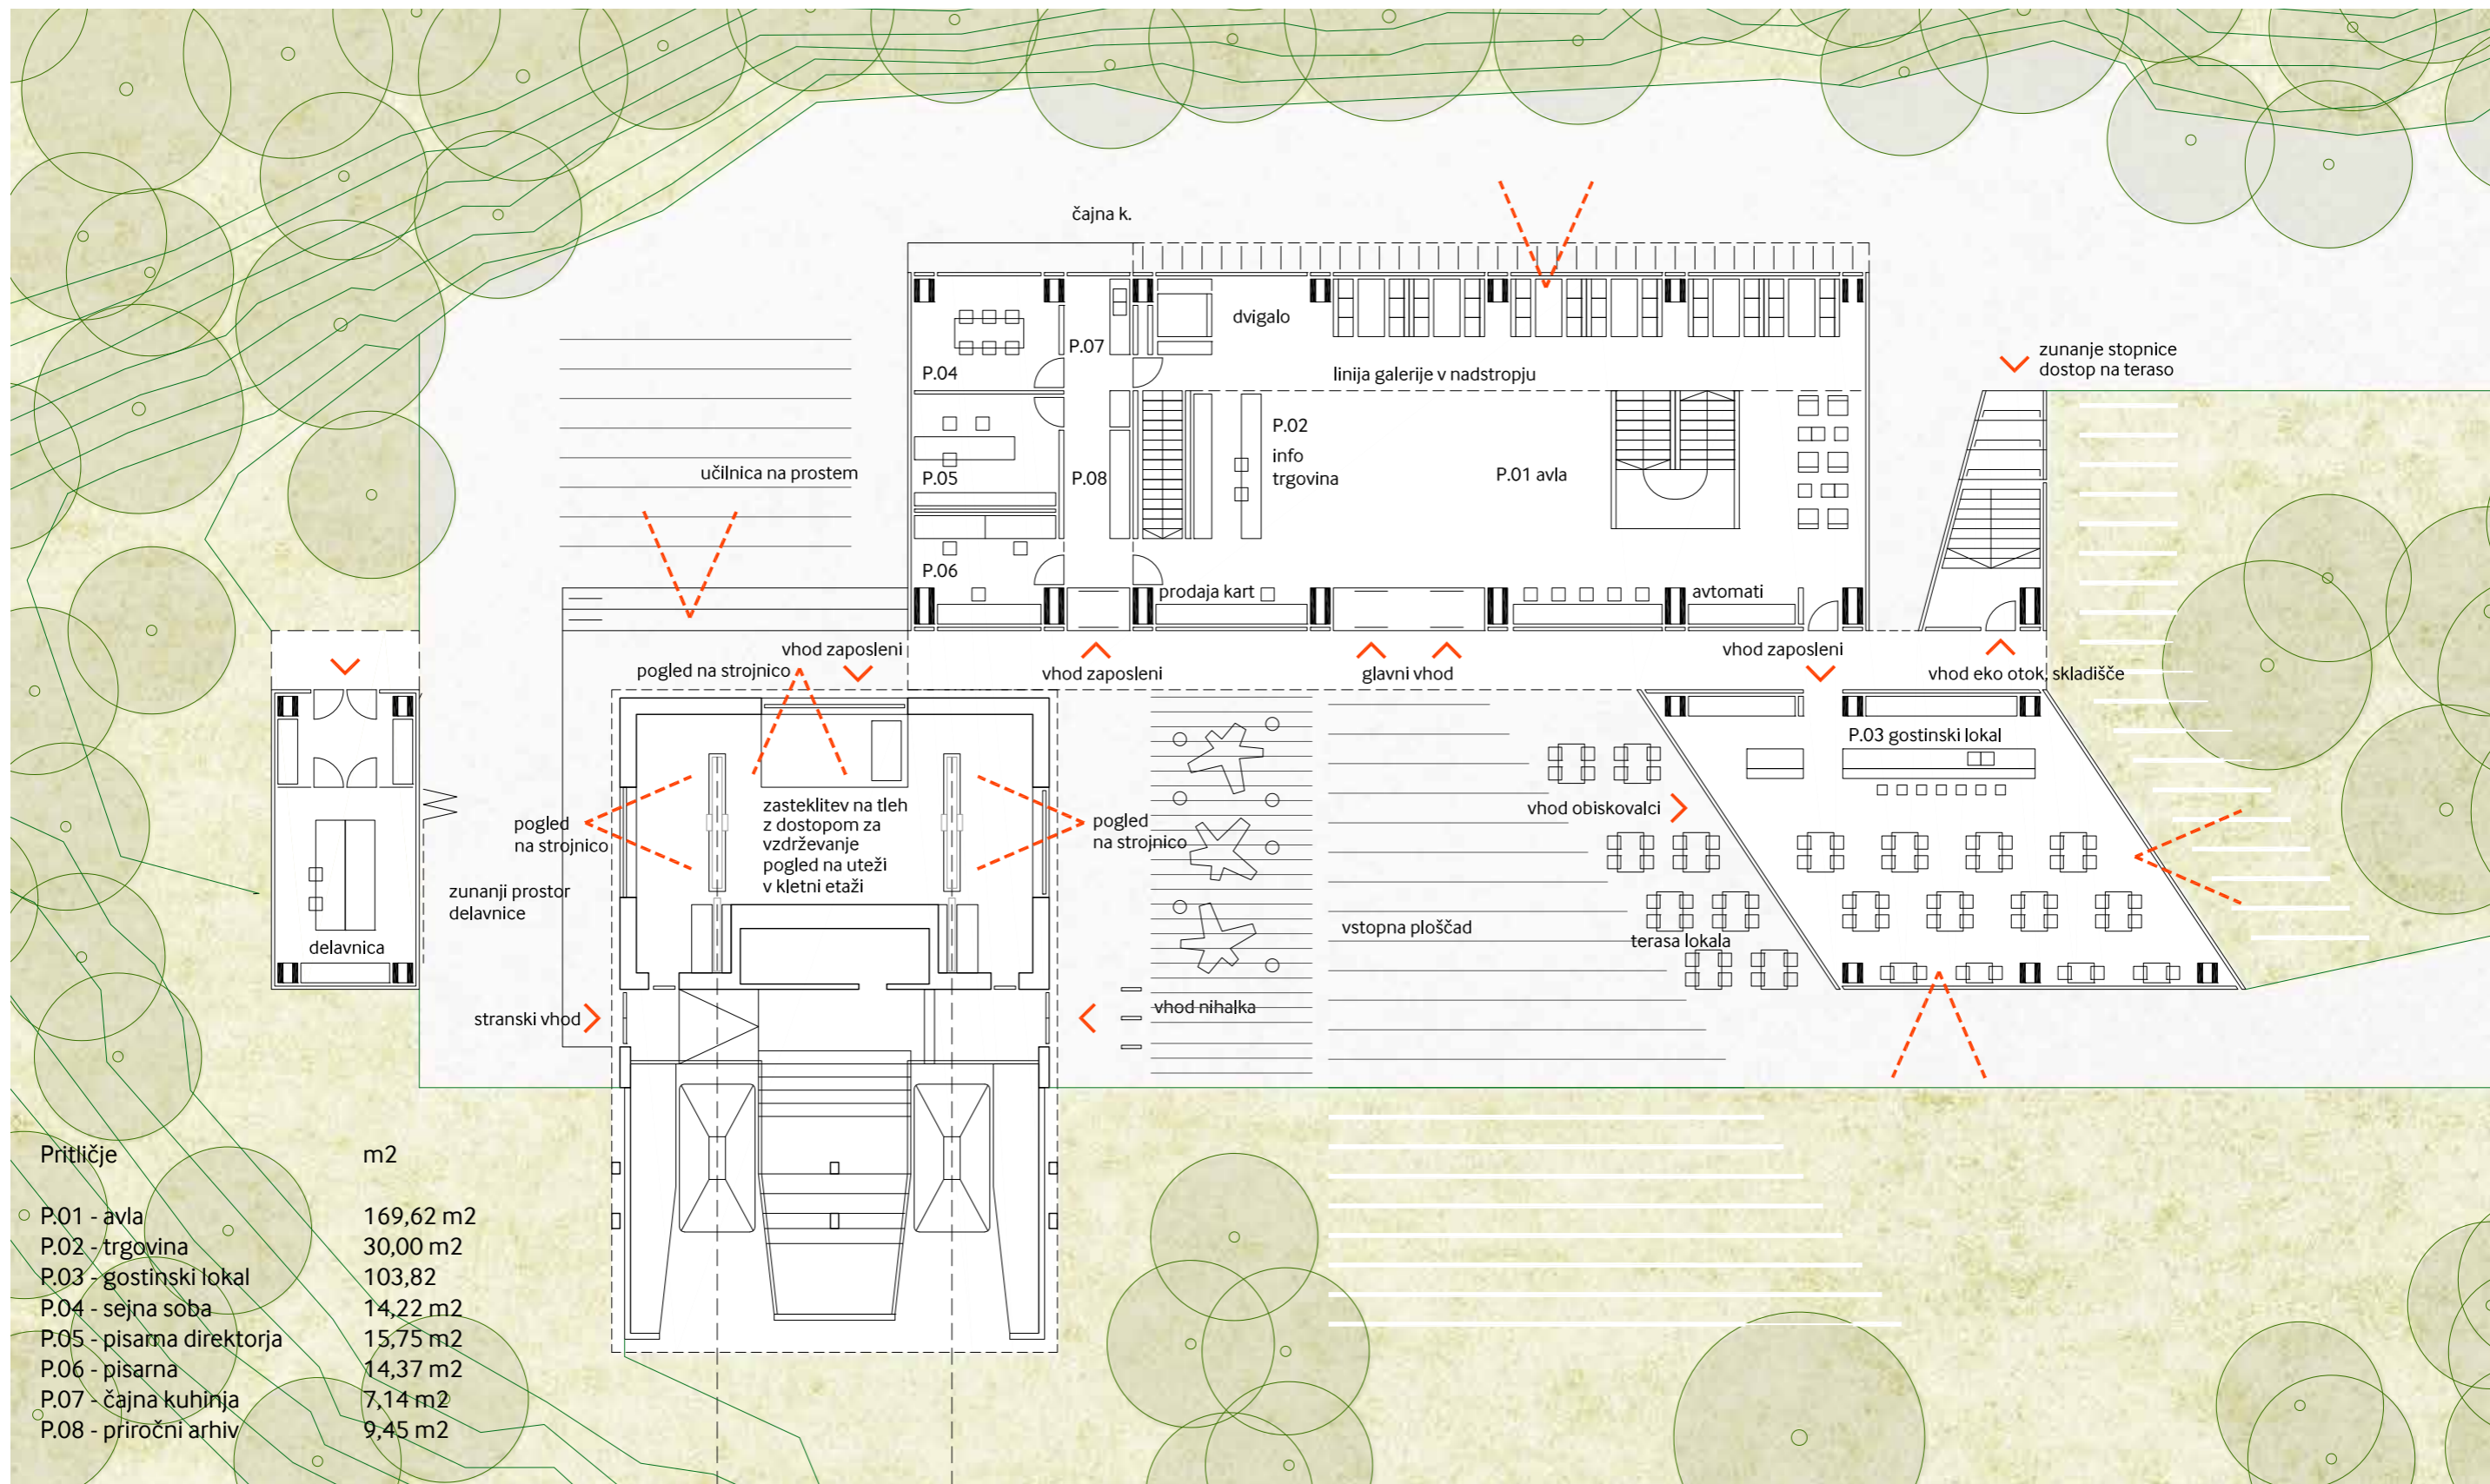 čajna k.
dvigalo
P.07
P.04
linija galerije v nadstropju
zunanje stopnice
dostop na teraso
P.02
info
trgovina
učilnica na prostem
P.05
P.08
P.01 avla
P.06
prodaja kart
avtomati
vhod zaposleni
pogled na strojnico
vhod zaposleni
glavni vhod
vhod zaposleni
vhod eko otok, skladišče
P.03 gostinski lokal
zasteklitev na tleh
z dostopom za
vzdrževanje
pogled na uteži
v kletni etaži
pogled
na strojnico
pogled
na strojnico
vhod obiskovalci
zunanji prostor
delavnice
delavnica
vstopna ploščad
terasa lokala
stranski vhod
vhod nihalka
Pritličje m2
P.01 - avla 169,62 m2
P.02 - trgovina 30,00 m2
P.03 - gostinski lokal 103,82
P.04 - sejna soba 14,22 m2
P.05 - pisarna direktorja 15,75 m2
P.06 - pisarna 14,37 m2
P.07 - čajna kuhinja 7,14 m2
P.08 - priročni arhiv 9,45 m2